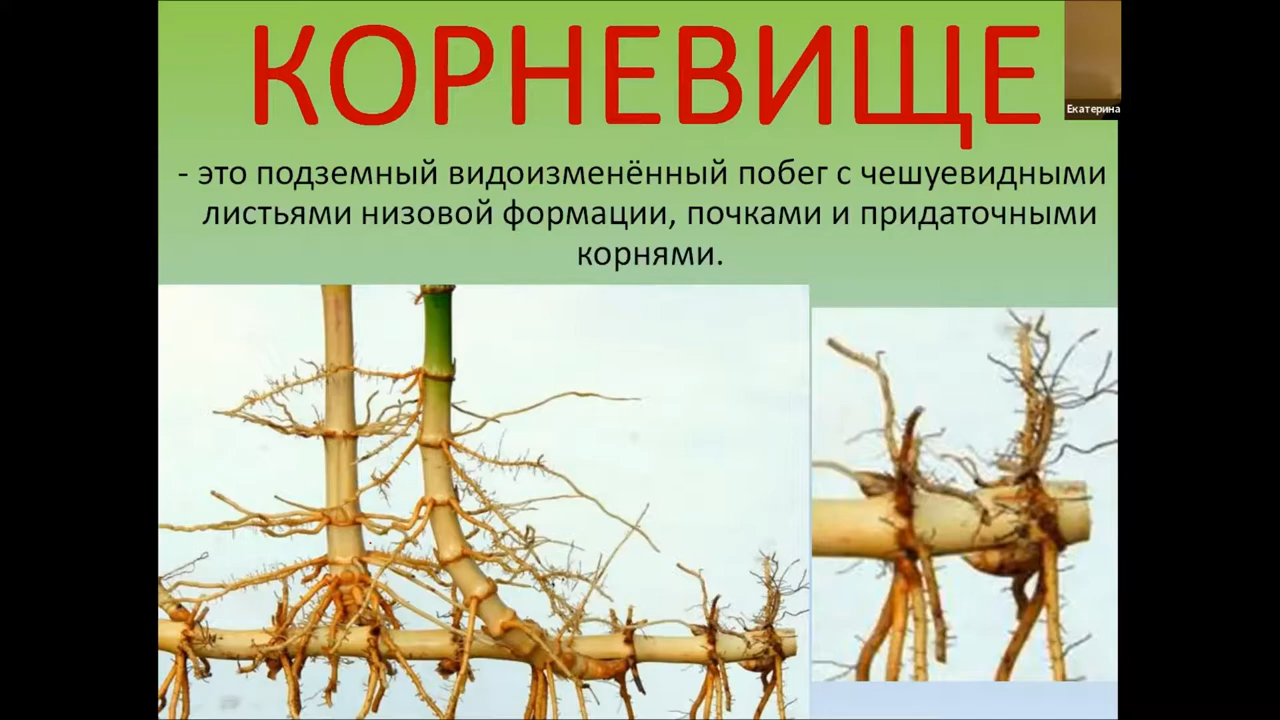 КОРНЕВИЩЕ
Екатерина
- это подземный видоизменённый побег с чешуевидными
листьями низовой формации, почками и придаточными
корнями.